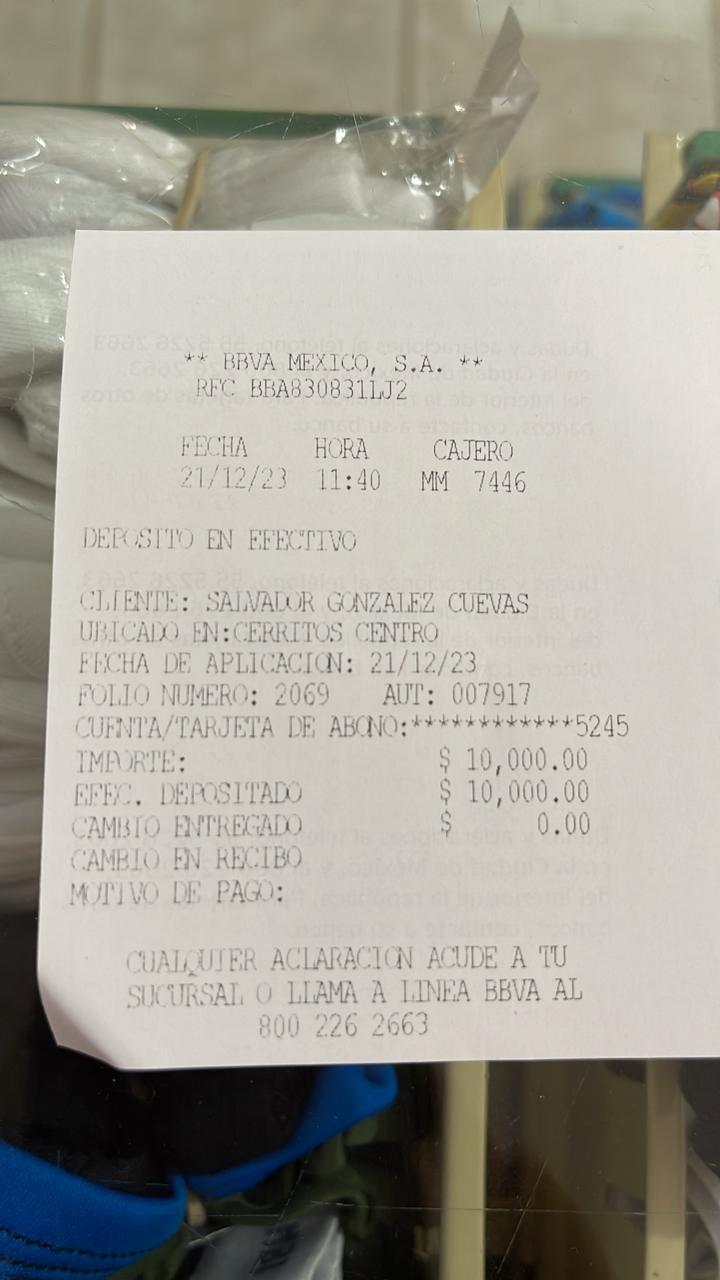 ** BBVA MEXICO, S.A. **
RFC BBA830831LJ2
FECHA HORA CAJERO
21/12/23 11:40 MM 7446
DEPOSITO EN EFECTIVO
CLIENTE: SALVADOR GONZALEZ CUEVAS
UBICADO EN:CERRITOS CENTRO
FECHA DE APLICACION: 21/12/23
FOLIO NUMERO: 2069 AUT: 007917
CUENTA/TARJETA DE ABONO:************5245
IMPORTE: $ 10,000.00
EFEC. DEPOSITADO $ 10,000.00
CAMBIO ENTREGADO $ 0.00
CAMBIO EN RECIBO
MOTIVO DE PAGO:
CUALQUIER ACLARACION ACUDE A TU
SUCURSAL O LLAMA A LINEA BBVA AL
800 226 2663